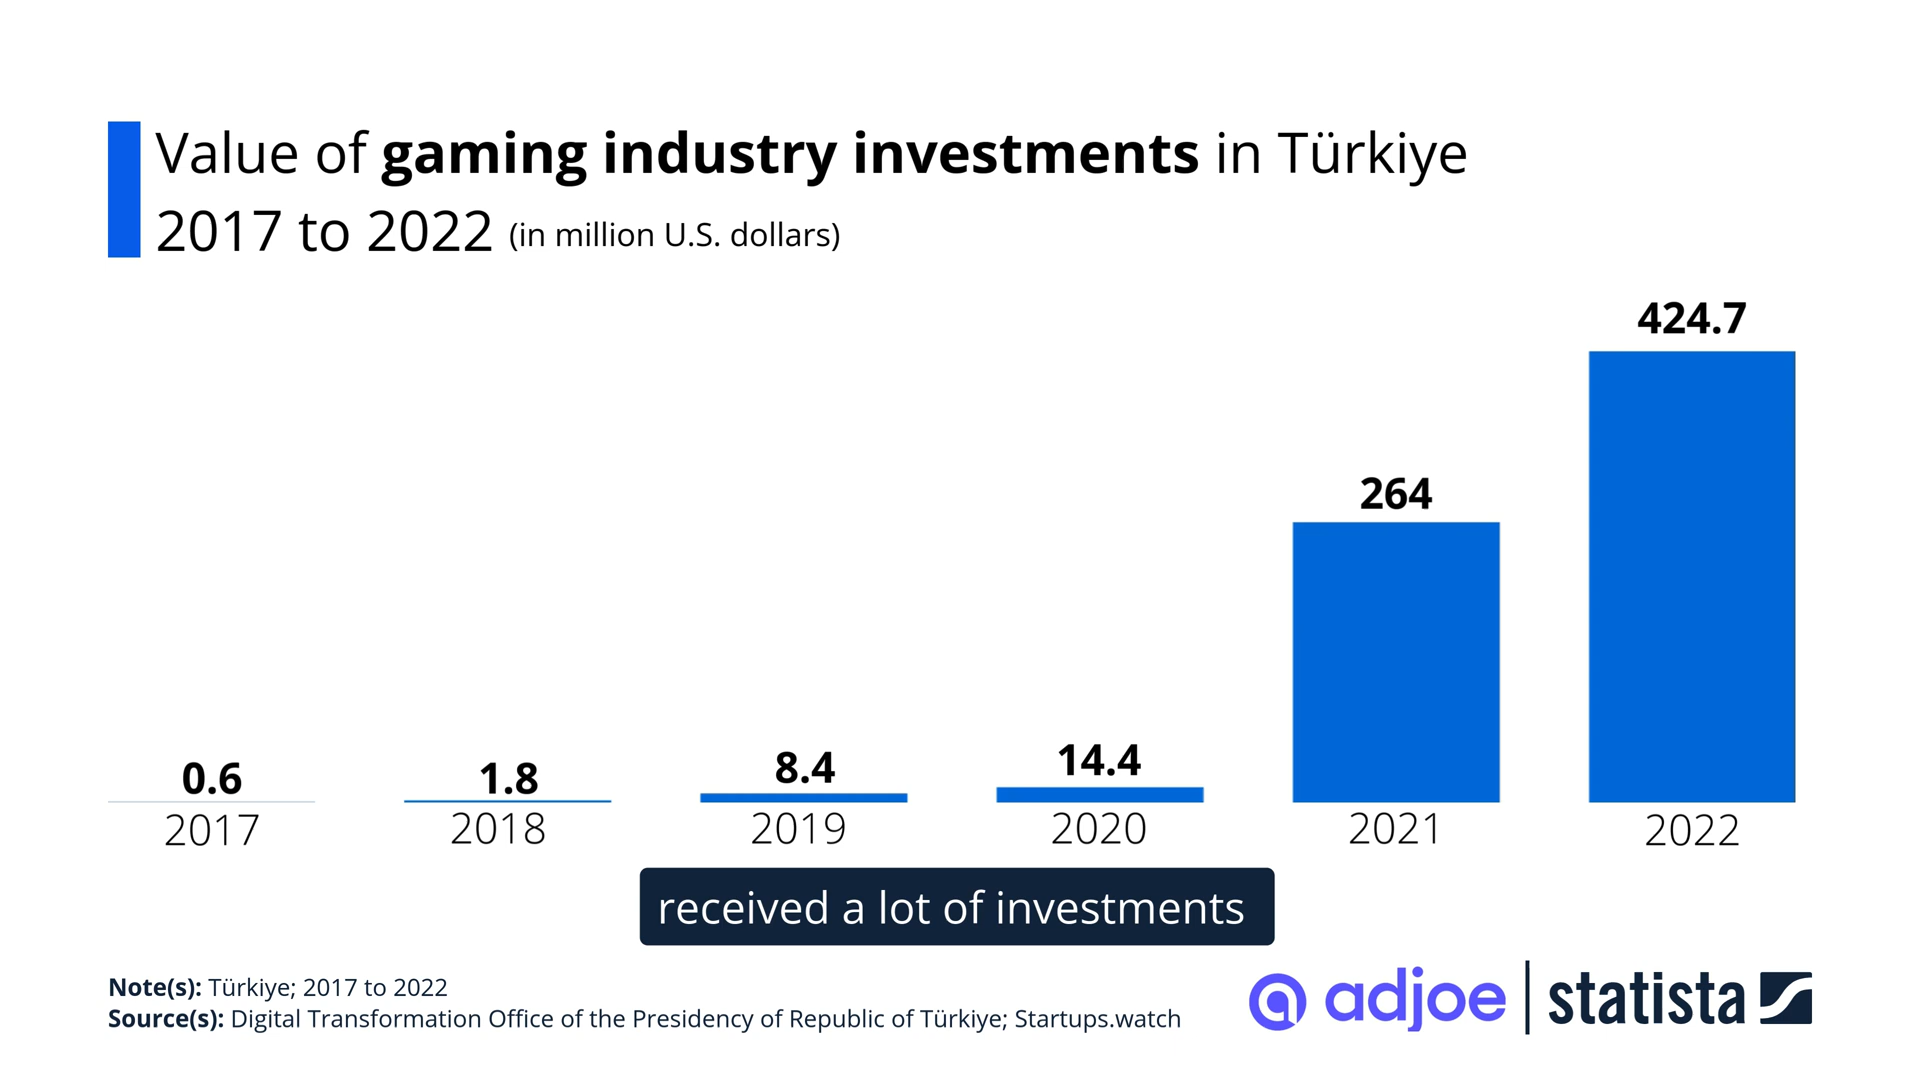 Value of gaming industry investments in Türkiye
2017 to 2022 (in million U.S. dollars)
424.7
264
0.6
1.8
8.4
14.4
2017
2018
2019
2020
2021
2022
received a lot of investments
Note(s): Türkiye; 2017 to 2022
Source(s): Digital Transformation Office of the Presidency of Republic of Türkiye; Startups.watch
adjoe
statista